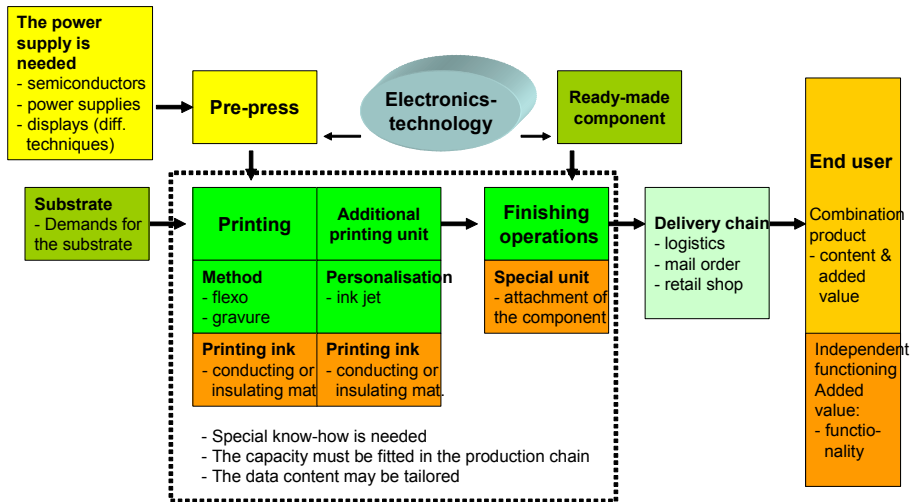 The power
supply is
needed
- semiconductors
- power supplies
- displays (diff.
techniques)
Pre-press
Electronics-
technology
Ready-made
component
End user
Combination
product
- content &
added
value
Independent
functioning
Added
value:
- functio-
nality
Substrate
- Demands for
the substrate
Printing
Additional
printing unit
Finishing
operations
Delivery chain
- logistics
- mail order
- retail shop
Method
- flexo
- gravure
Personalisation
- ink jet
Special unit
- attachment of
the component
Printing ink
- conducting or
insulating mat.
Printing ink
- conducting or
insulating mat.
- Special know-how is needed
- The capacity must be fitted in the production chain
- The data content may be tailored